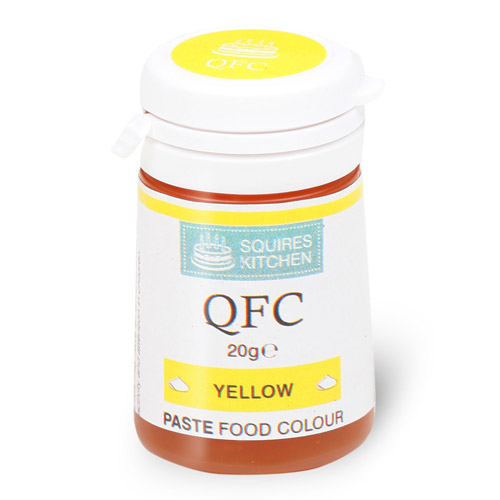 QFC
SQUIRES
KITCHEN
QFC
20g℮
YELLOW
PASTE FOOD COLOUR